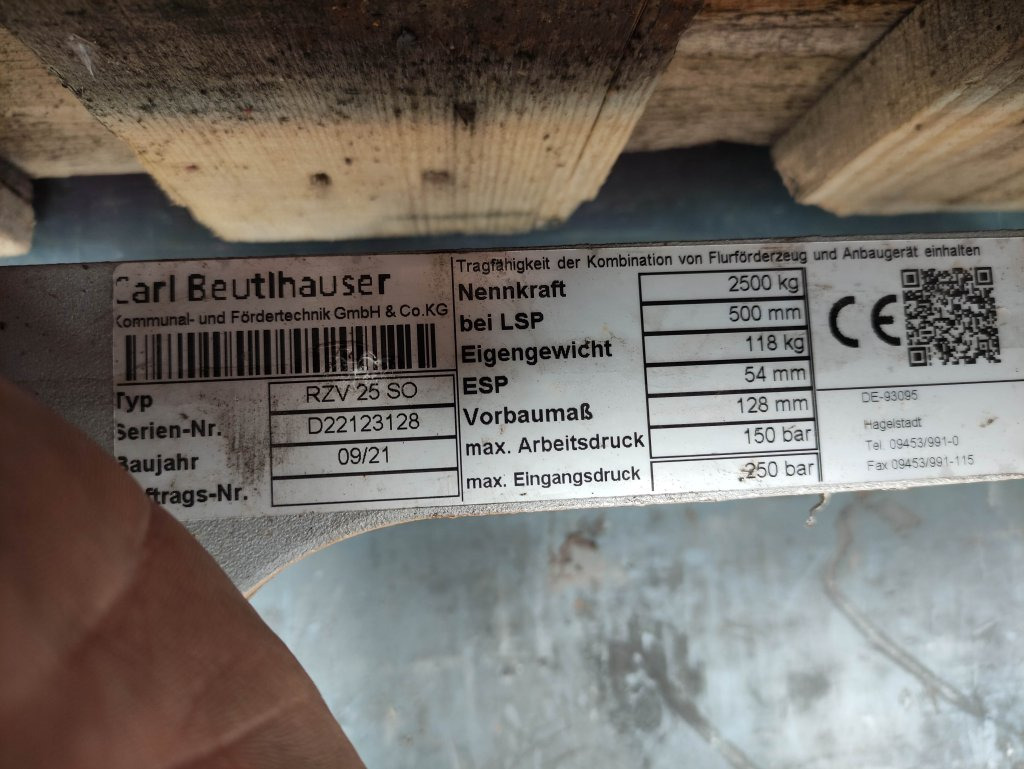 Carl Beutlhauser
Kommunal- und Fördertechnik GmbH & Co.KG
Typ RZV 25 SO
Serien-Nr. D22123128
Baujahr 09/21
ftrags-Nr.
Tragfähigkeit der Kombination von Flurförderzeug und Anbaugerät einhalten
Nennkraft 2500 kg
bei LSP 500 mm
Eigengewicht 118 kg
ESP 54 mm
Vorbaumaß 128 mm
max. Arbeitsdruck 150 bar
max. Eingangsdruck 250 bar
CE
DE-93095
Hagelstadt
Tel. 09453/991-0
Fax 09453/991-115